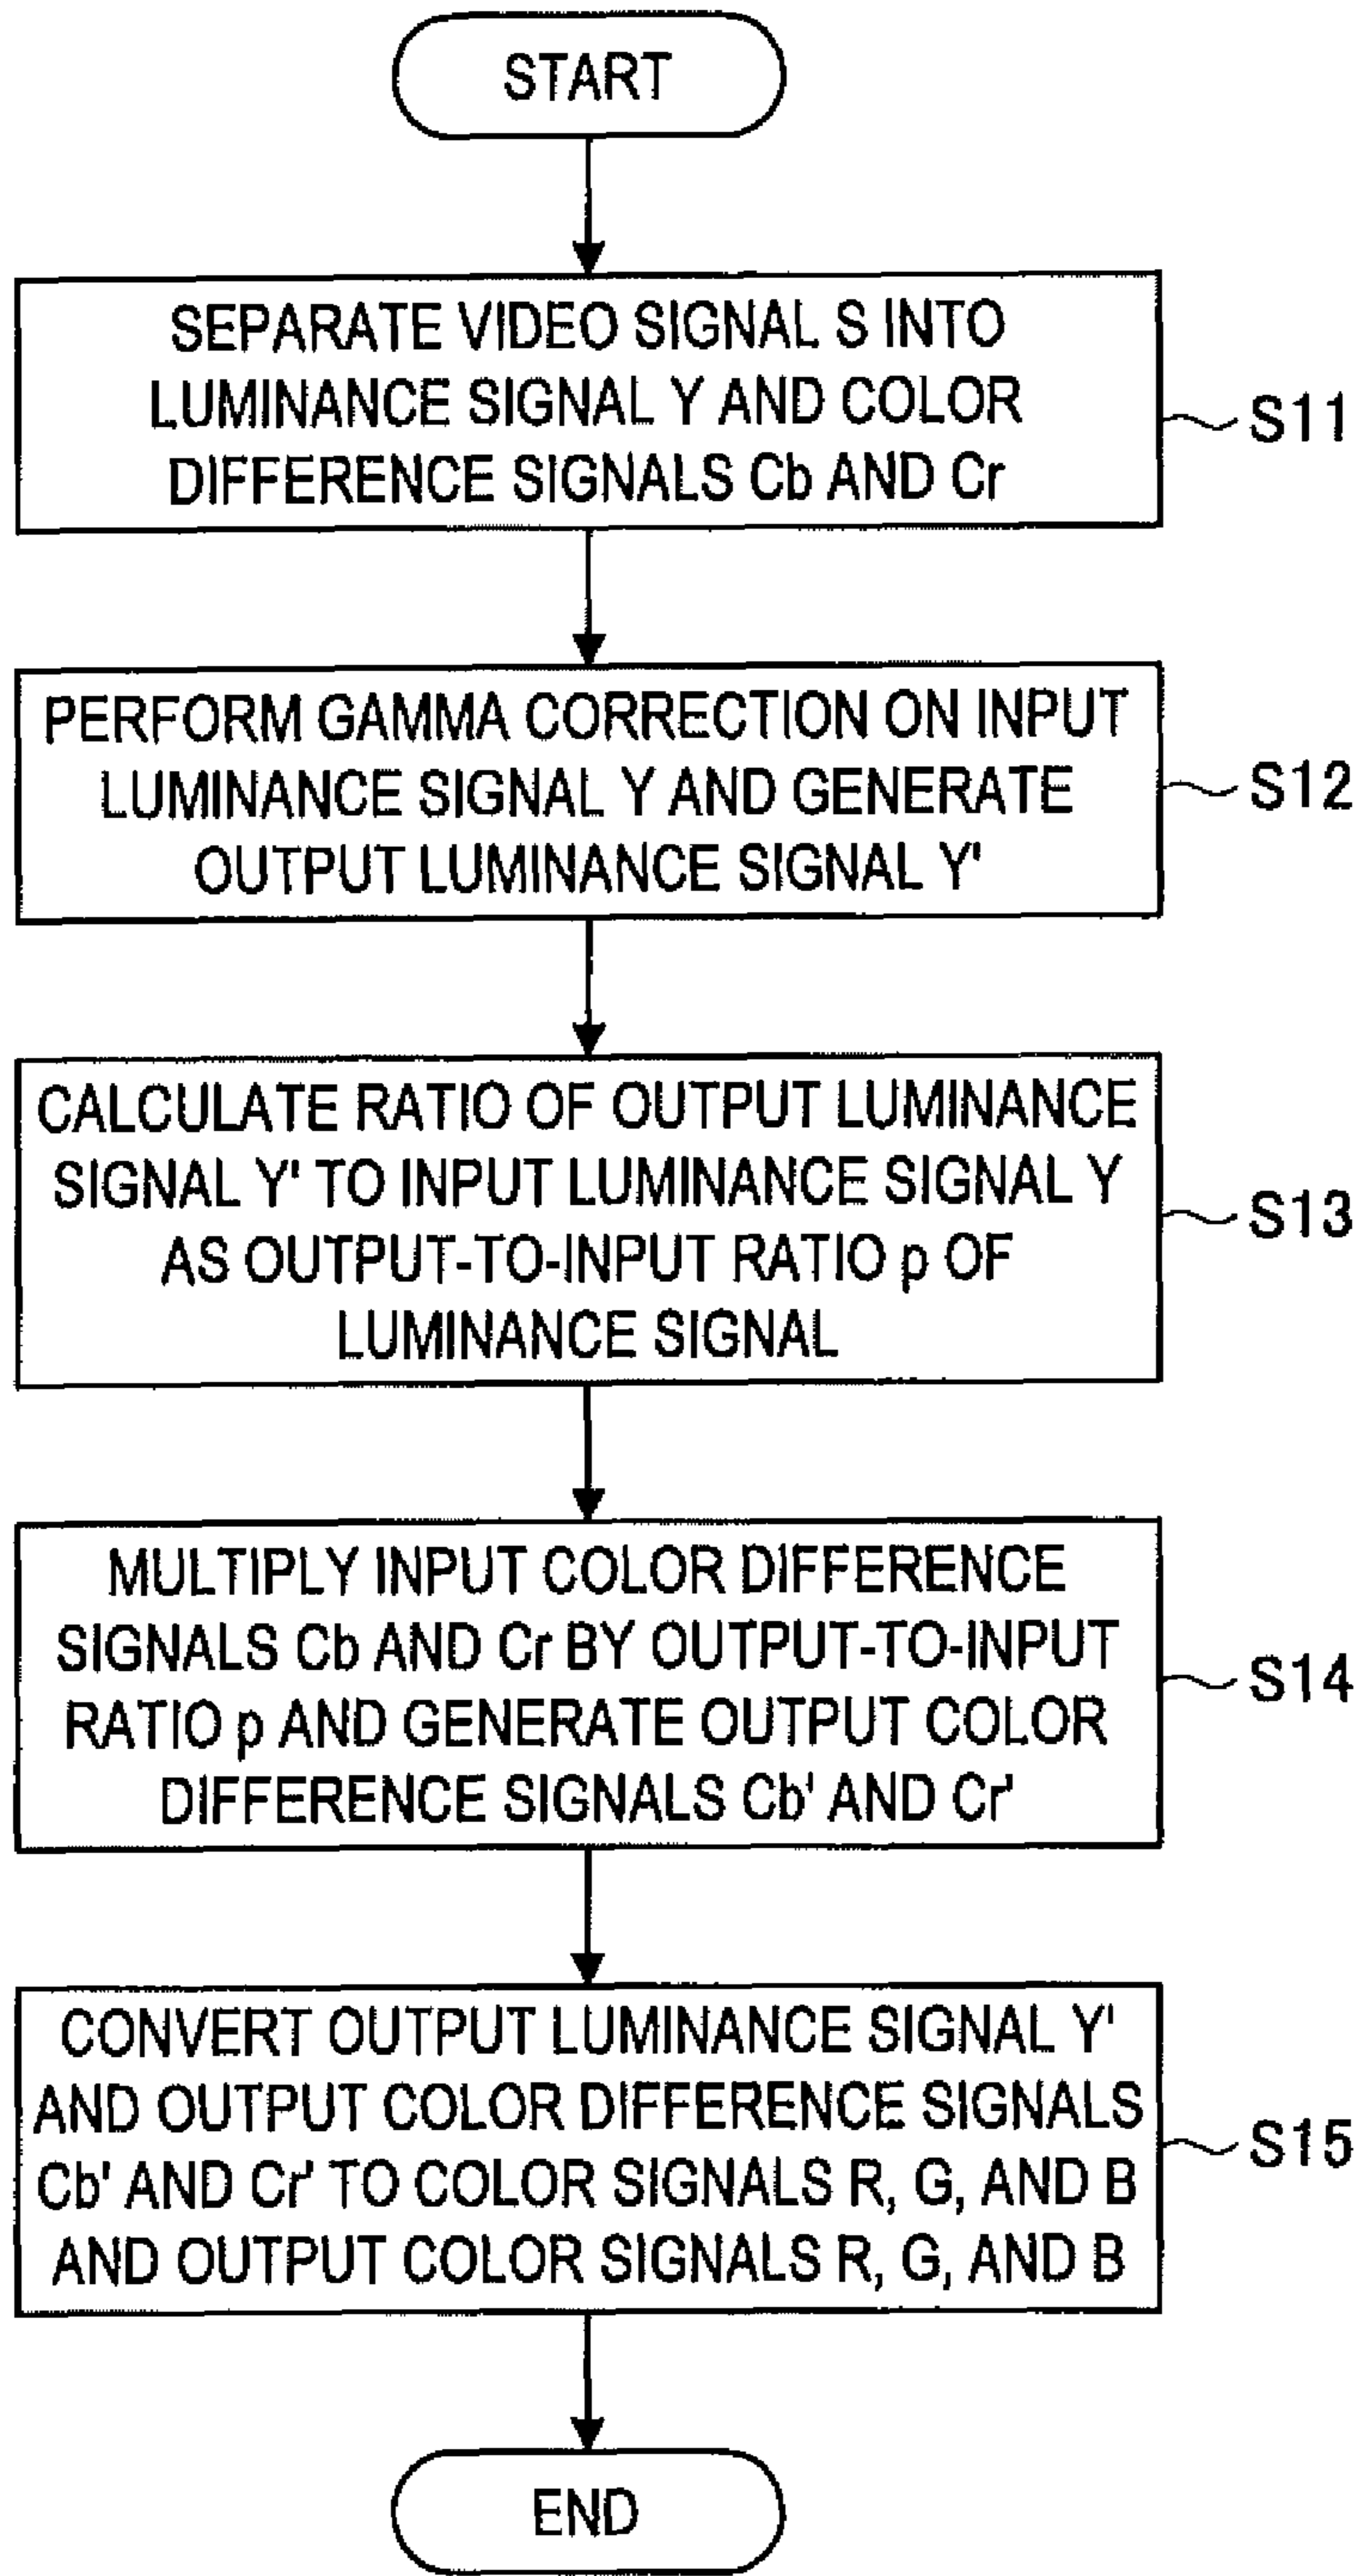 START
SEPARATE VIDEO SIGNAL S INTO
LUMINANCE SIGNAL Y AND COLOR
DIFFERENCE SIGNALS Cb AND Cr
S11
PERFORM GAMMA CORRECTION ON INPUT
LUMINANCE SIGNAL Y AND GENERATE
OUTPUT LUMINANCE SIGNAL Y'
S12
CALCULATE RATIO OF OUTPUT LUMINANCE
SIGNAL Y' TO INPUT LUMINANCE SIGNAL Y
AS OUTPUT-TO-INPUT RATIO p OF
LUMINANCE SIGNAL
S13
MULTIPLY INPUT COLOR DIFFERENCE
SIGNALS Cb AND Cr BY OUTPUT-TO-INPUT
RATIO p AND GENERATE OUTPUT COLOR
DIFFERENCE SIGNALS Cb' AND Cr'
S14
CONVERT OUTPUT LUMINANCE SIGNAL Y'
AND OUTPUT COLOR DIFFERENCE SIGNALS
Cb' AND Cr' TO COLOR SIGNALS R, G, AND B
AND OUTPUT COLOR SIGNALS R, G, AND B
S15
END